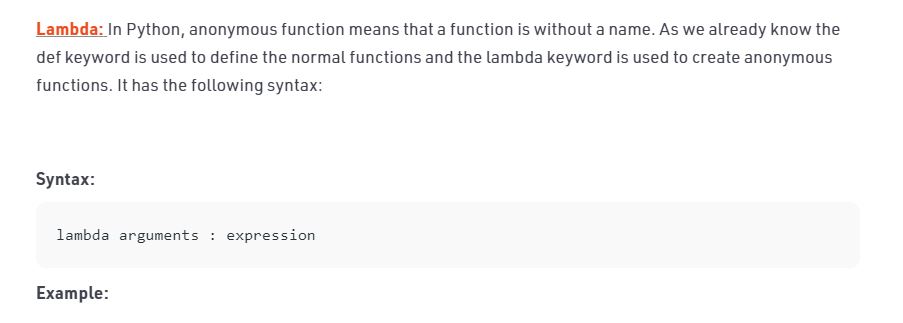 Lambda: In Python, anonymous function means that a function is without a name. As we already know the
def keyword is used to define the normal functions and the lambda keyword is used to create anonymous
functions. It has the following syntax:
Syntax:
lambda arguments : expression
Example: